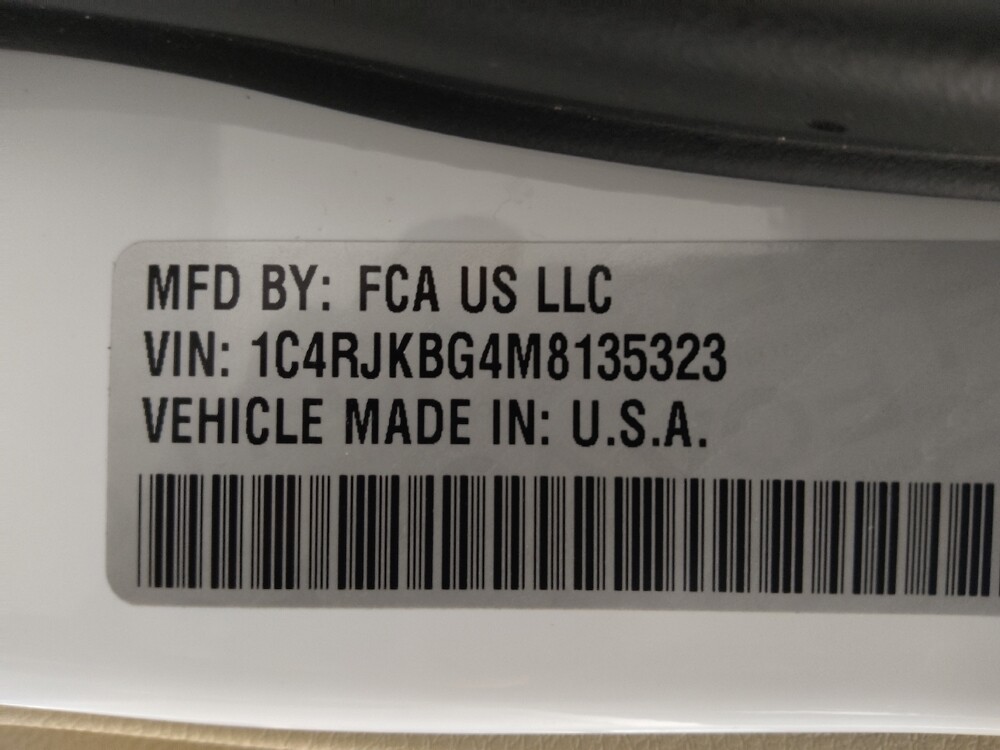 MFD BY: FCA US LLC
VIN: 1C4RJKBG4M8135323
VEHICLE MADE IN: U.S.A.